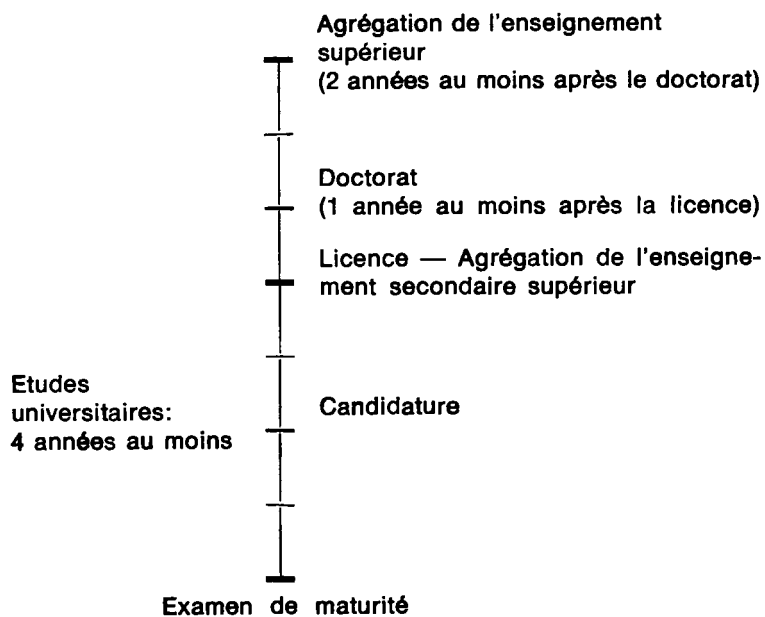 Agrégation de l'enseignement
supérieur
(2 années au moins après le doctorat)
Doctorat
(1 année au moins après la licence)
Licence — Agrégation de l'enseigne-
ment secondaire supérieur
Etudes
universitaires:
4 années au moins
Candidature
Examen de maturité